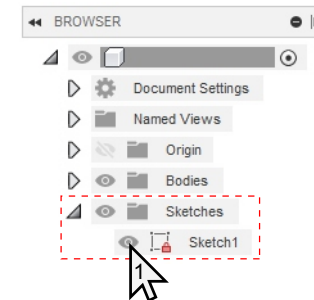 BROWSER
Document Settings
Named Views
Origin
Bodies
Sketches
Sketch1
1